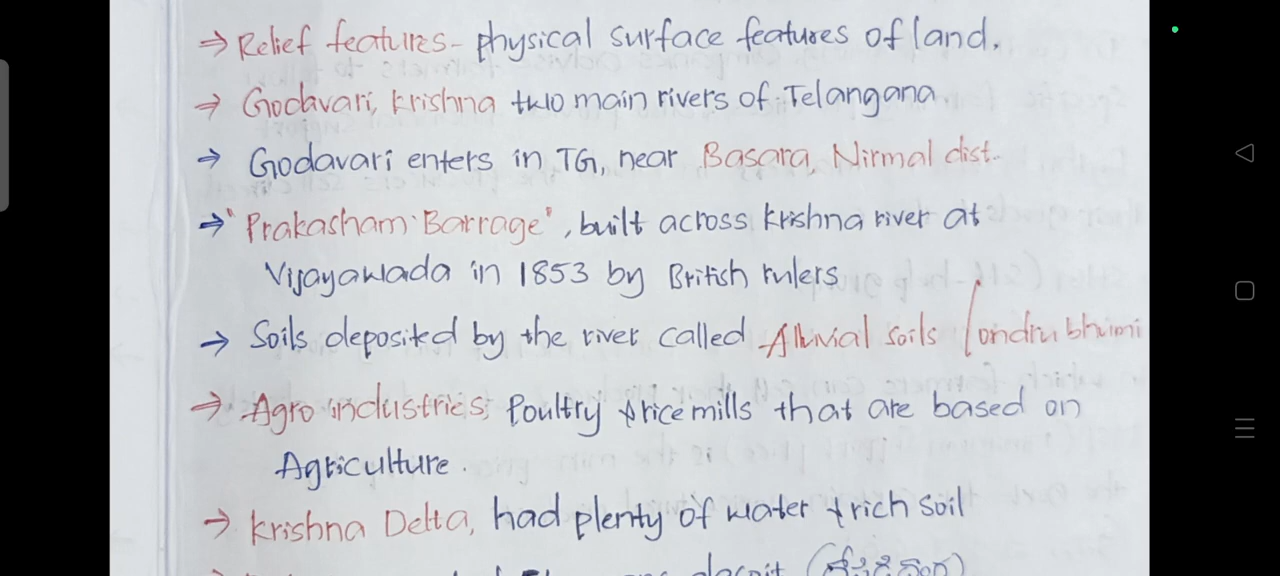 → Relief features - physical surface features of land.
→ Godavari, Krishna two main rivers of Telangana
→ Godavari enters in TG, near Basara, Nirmal dist.
→ 'Prakasham Barrage', built across Krishna river at
Vijayawada in 1853 by British rulers
→ Soils deposited by the river called Alluvial soils / ondrubhumi
→ Agro industries; Poultry & rice mills that are based on
Agriculture.
→ Krishna Delta, had plenty of water & rich soil